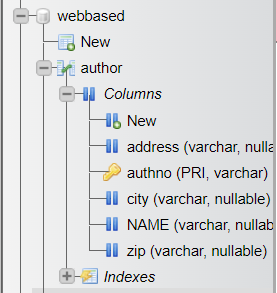 webbased
New
author
Columns
New
address (varchar, nulla
authno (PRI, varchar)
city (varchar, nullable)
NAME (varchar, nullab
zip (varchar, nullable)
Indexes